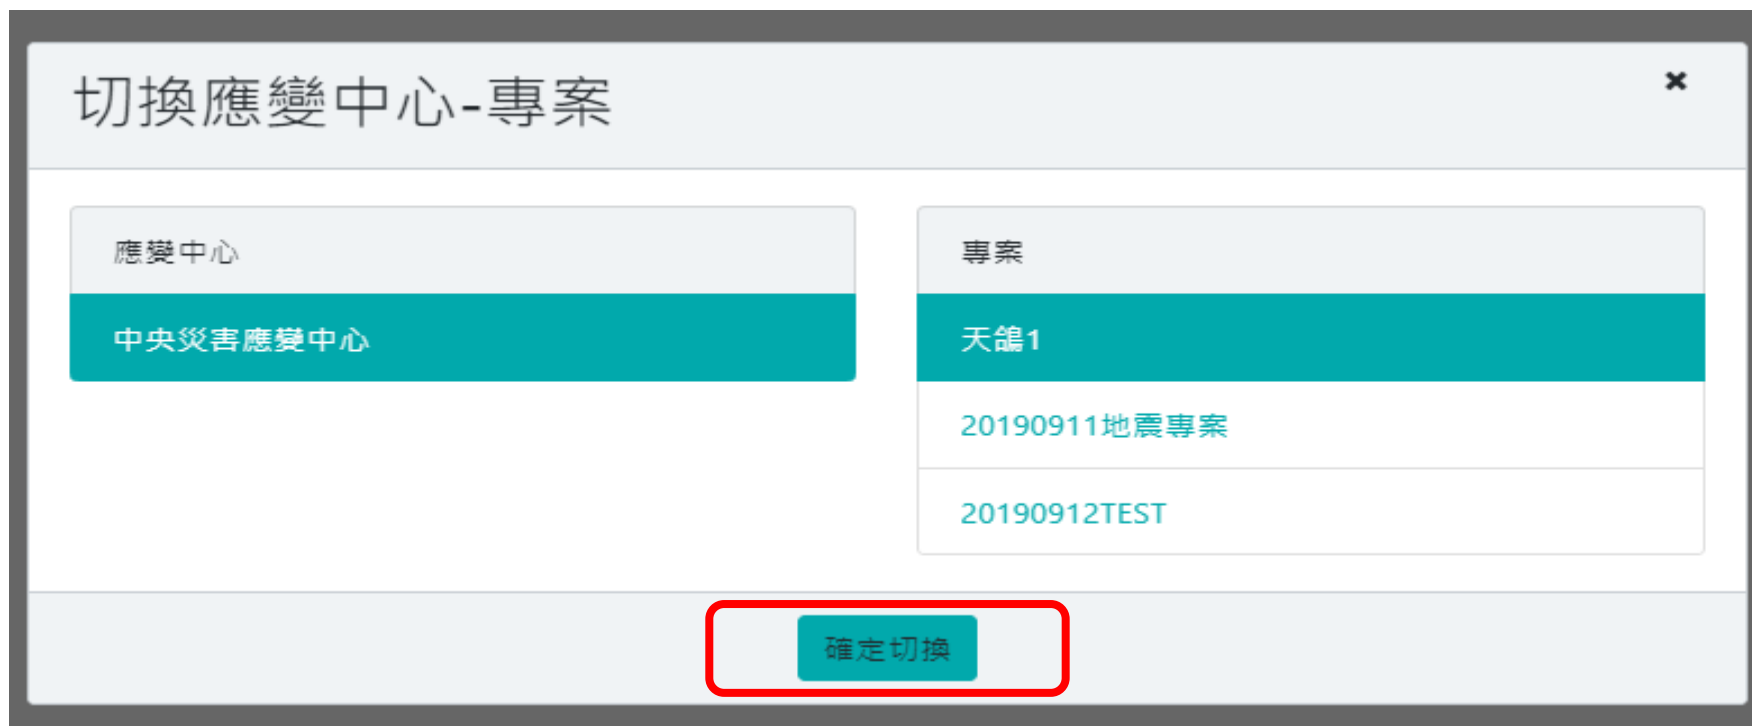 切換應變中心-專案
應變中心
中央災害應變中心
專案
天鴿1
20190911地震專案
20190912TEST
確定切換